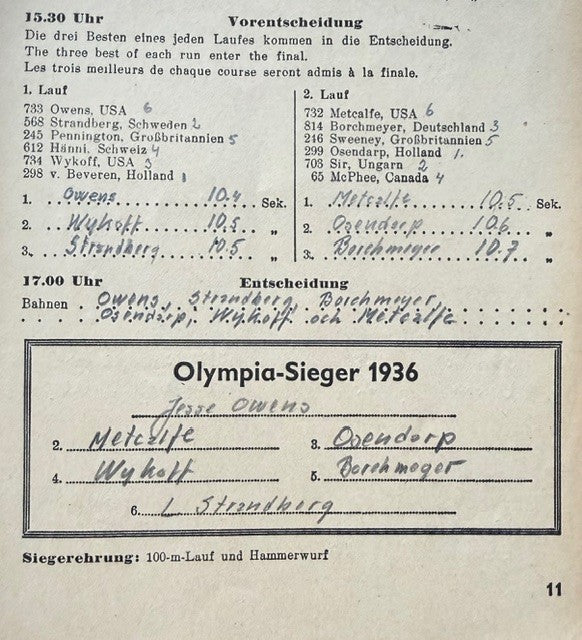 15.30 Uhr Vorentscheidung
Die drei Besten eines jeden Laufes kommen in die Entscheidung.
The three best of each run enter the final.
Les trois meilleurs de chaque course seront admis à la finale.
1. Lauf
733 Owens, USA 6
568 Strandberg, Schweden 2
245 Pennington, Großbritannien 5
612 Hänni, Schweiz 4
734 Wykoff, USA 3
298 v. Beveren, Holland 1
1. Owens 10.4 Sek.
2. Wykoff 10.5 „
3. Strandberg 10.5 „
2. Lauf
732 Metcalfe, USA 6
814 Borchmeyer, Deutschland 3
246 Sweeney, Großbritannien 5
299 Osendarp, Holland 1.
703 Sir, Ungarn 2
65 McPhee, Canada 4
1. Metcalfe 10.5 Sek.
2. Osendarp 10.6 „
3. Borchmeyer 10.7 „
17.00 Uhr Entscheidung
Bahnen Owens, Strandberg, Borchmeyer,
Osendarp, Wykoff och Metcalfe
Olympia-Sieger 1936
Jesse Owens
2. Metcalfe 3. Osendarp
4. Wykoff 5. Borchmeyer
6. L Strandberg
Siegerehrung: 100-m-Lauf und Hammerwurf
11